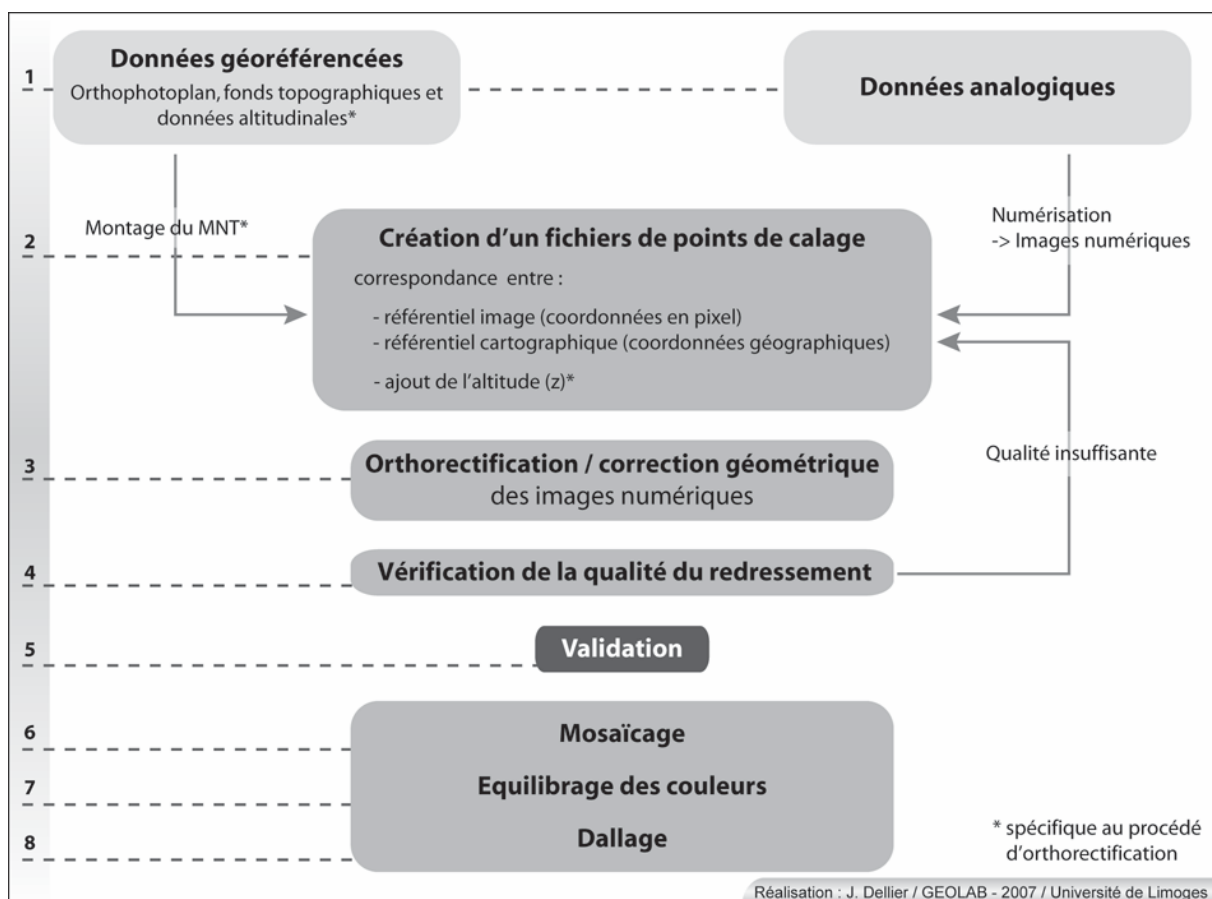 1
Données géoréférencées
Orthophotoplan, fonds topographiques et
données altitudinales*
Données analogiques
Montage du MNT*
Numérisation
-> Images numériques
2
Création d'un fichiers de points de calage
correspondance entre :
- référentiel image (coordonnées en pixel)
- référentiel cartographique (coordonnées géographiques)
- ajout de l'altitude (z)*
3
Orthorectification / correction géométrique
des images numériques
Qualité insuffisante
4
Vérification de la qualité du redressement
5
Validation
6
Mosaïcage
7
Equilibrage des couleurs
8
Dallage
* spécifique au procédé
d'orthorectification
Réalisation : J. Dellier / GEOLAB - 2007 / Université de Limoges